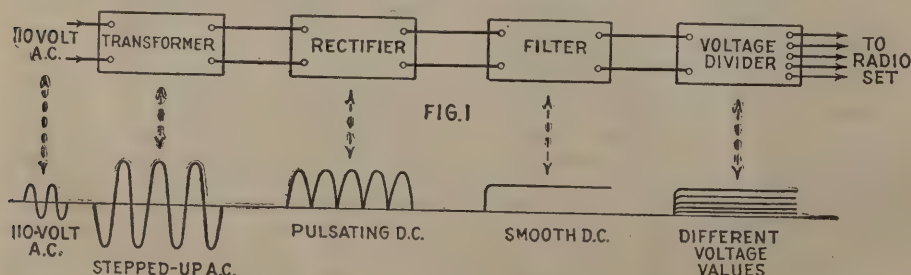 110 VOLT
A.C.
TRANSFORMER
RECTIFIER
FILTER
VOLTAGE
DIVIDER
TO
RADIO
SET
FIG.1
110-VOLT
A.C.
STEPPED-UP A.C.
PULSATING D.C.
SMOOTH D.C.
DIFFERENT
VOLTAGE
VALUES